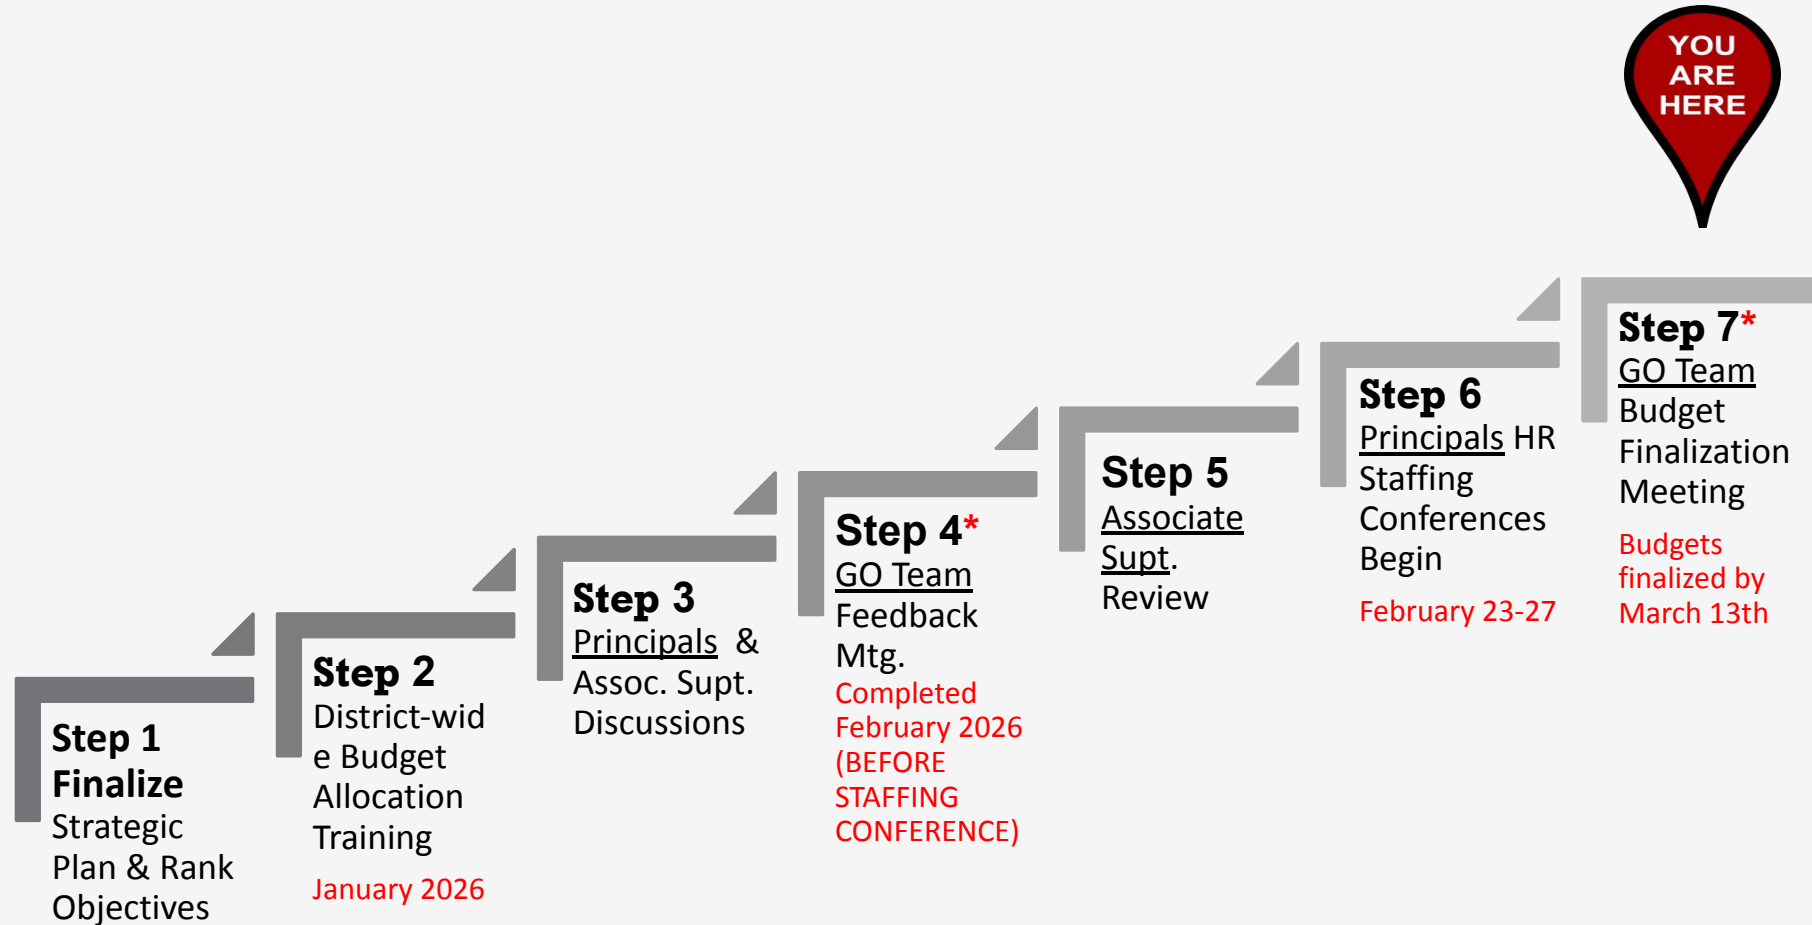 YOU
ARE
HERE
Step 1
Finalize
Strategic
Plan & Rank
Objectives
Step 2
District-wid
e Budget
Allocation
Training
January 2026
Step 3
Principals & 
Assoc. Supt.
Discussions
Step 4*
GO Team
Feedback
Mtg.
Completed
February 2026
(BEFORE
STAFFING
CONFERENCE)
Step 5
Associate
Supt.
Review
Step 6
Principals HR
Staffing
Conferences
Begin
February 23-27
Step 7*
GO Team
Budget
Finalization
Meeting
Budgets
finalized by
March 13th